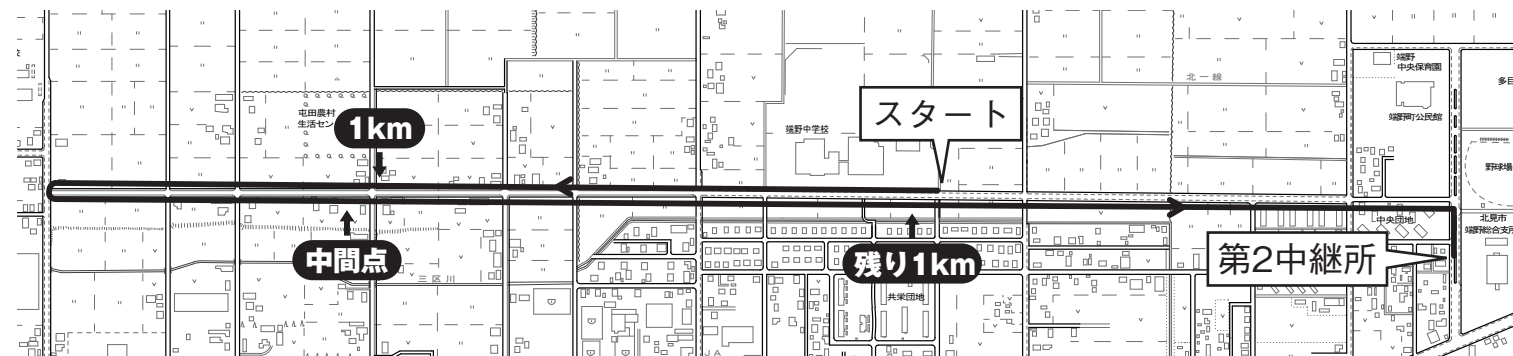 北一線
端野
中央保育園
多目
屯田農村
生活セン
1km
端野中学校
スタート
端野町公民館
野球場
中央団地
北見市
端野総合支所
中間点
三区川
残り1km
第2中継所
共栄団地
JA